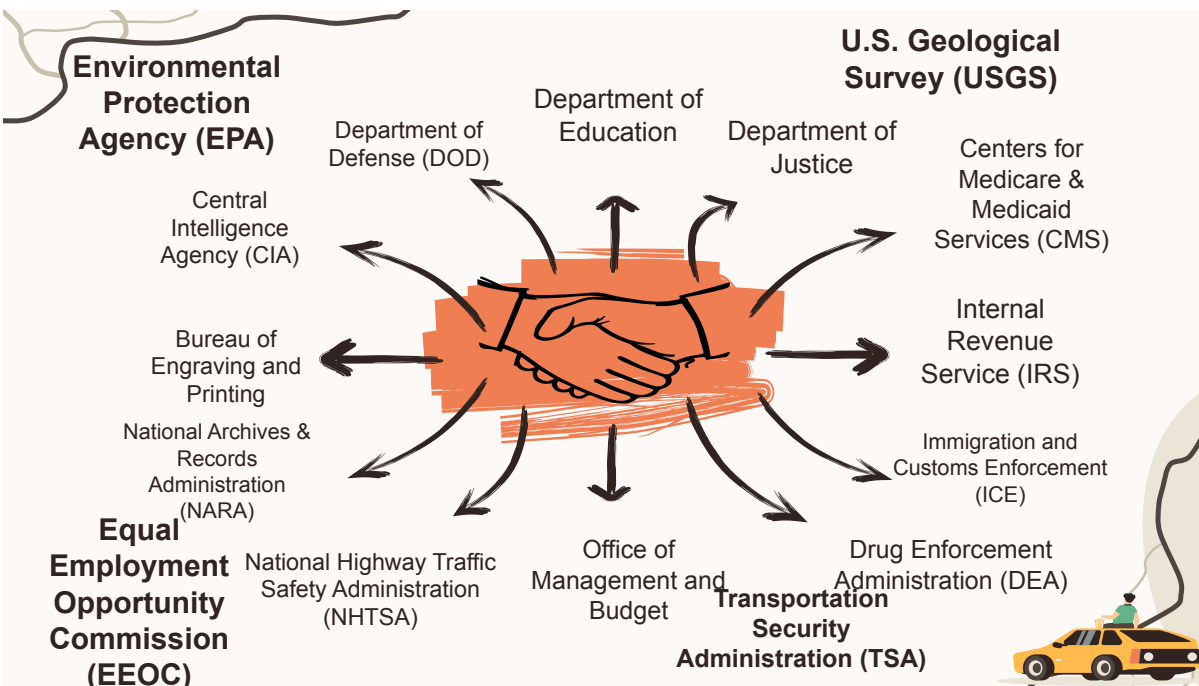 Environmental
Protection
Agency (EPA)
U.S. Geological
Survey (USGS)
Department of
Defense (DOD)
Department of
Education
Department of
Justice
Central
Intelligence
Agency (CIA)
Centers for
Medicare &
Medicaid
Services (CMS)
Bureau of
Engraving and
Printing
Internal
Revenue
Service (IRS)
National Archives &
Records
Administration
(NARA)
Immigration and
Customs Enforcement
(ICE)
Equal
Employment
Opportunity
Commission
(EEOC)
National Highway Traffic
Safety Administration
(NHTSA)
Office of
Management and
Budget
Drug Enforcement
Administration (DEA)
Transportation
Security
Administration (TSA)